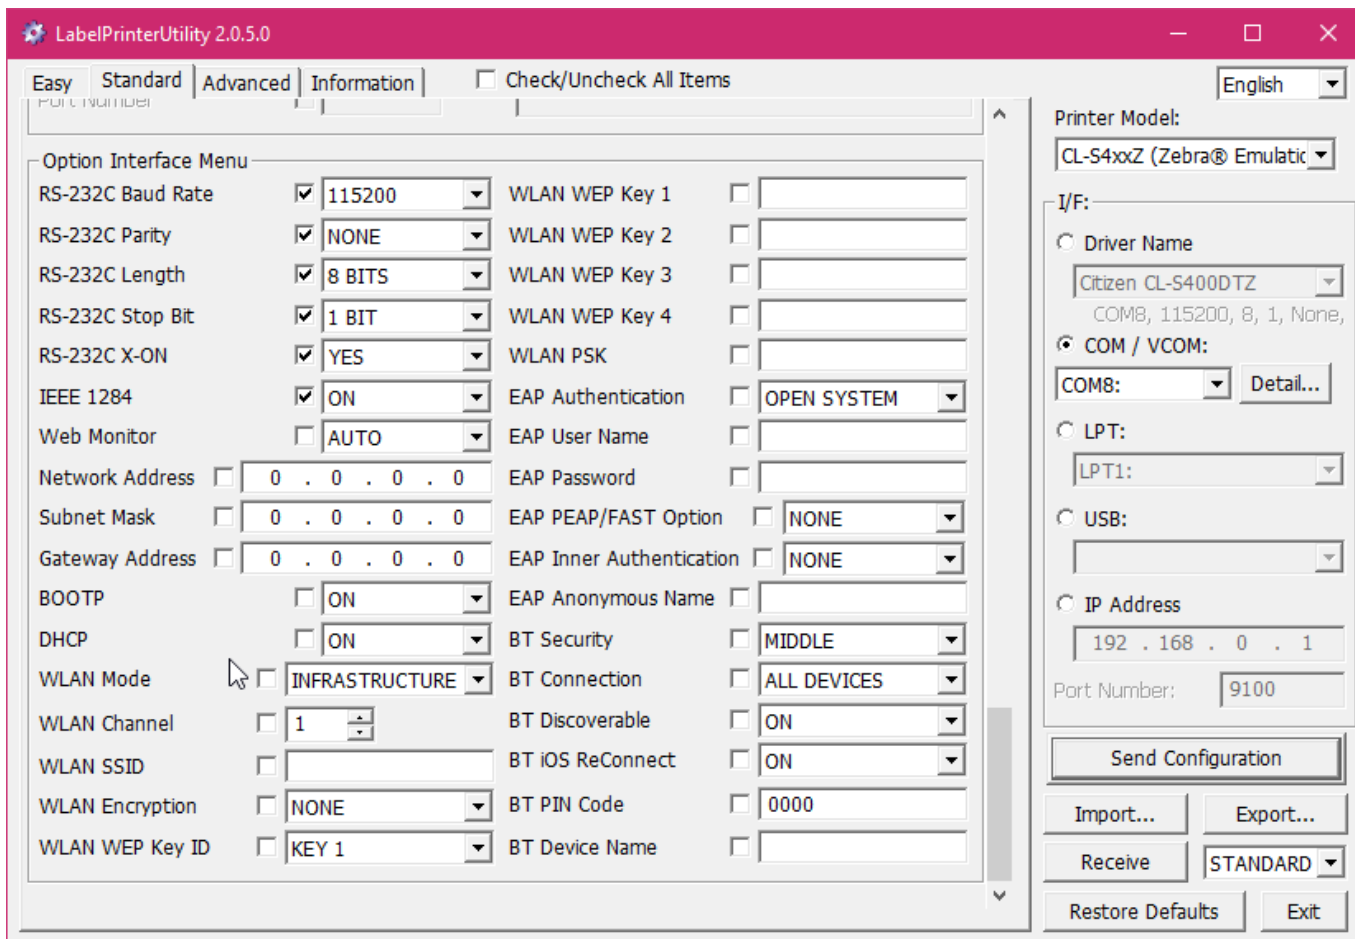 LabelPrinterUtility 2.0.5.0
Easy Standard Advanced Information Check/Uncheck All Items English
Port Number
Option Interface Menu
RS-232C Baud Rate 115200
RS-232C Parity NONE
RS-232C Length 8 BITS
RS-232C Stop Bit 1 BIT
RS-232C X-ON YES
IEEE 1284 ON
Web Monitor AUTO
Network Address 0 . 0 . 0 . 0
Subnet Mask 0 . 0 . 0 . 0
Gateway Address 0 . 0 . 0 . 0
BOOTP ON
DHCP ON
WLAN Mode INFRASTRUCTURE
WLAN Channel 1
WLAN SSID
WLAN Encryption NONE
WLAN WEP Key ID KEY 1
WLAN WEP Key 1
WLAN WEP Key 2
WLAN WEP Key 3
WLAN WEP Key 4
WLAN PSK
EAP Authentication OPEN SYSTEM
EAP User Name
EAP Password
EAP PEAP/FAST Option NONE
EAP Inner Authentication NONE
EAP Anonymous Name
BT Security MIDDLE
BT Connection ALL DEVICES
BT Discoverable ON
BT iOS ReConnect ON
BT PIN Code 0000
BT Device Name
Printer Model:
CL-S4xxZ (Zebra® Emulatic
I/F:
Driver Name
Citizen CL-S400DTZ
COM8, 115200, 8, 1, None,
COM / VCOM:
COM8: Detail...
LPT:
LPT1:
USB:
IP Address
192 . 168 . 0 . 1
Port Number: 9100
Send Configuration
Import... Export...
Receive STANDARD
Restore Defaults Exit